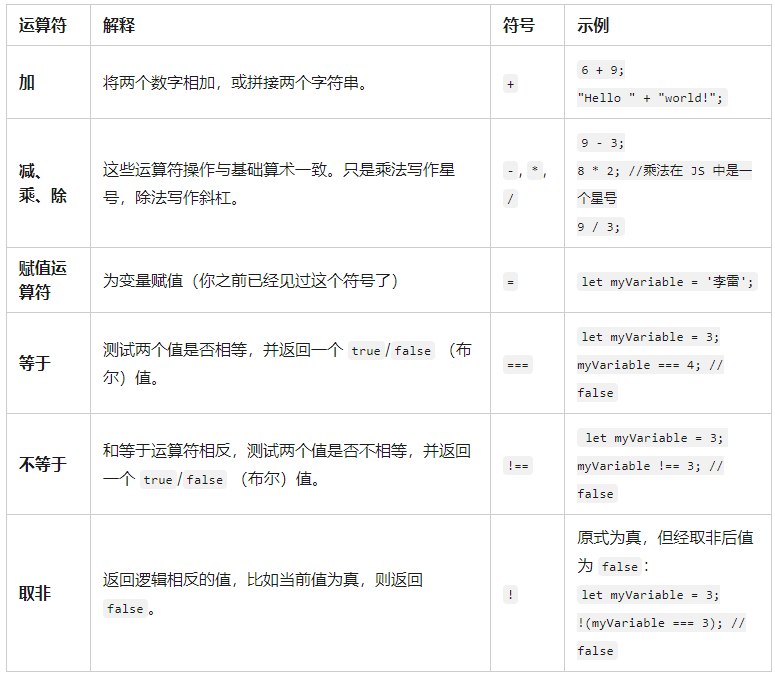 运算符 解释 符号 示例
加 将两个数字相加，或拼接两个字符串。 +
6 + 9;
"Hello " + "world!";
减、
乘、除
这些运算符操作与基础算术一致。只是乘法写作星
号，除法写作斜杠。
-, *,
/
9 - 3;
8 * 2; //乘法在 JS 中是一
个星号
9 / 3;
赋值运
算符
为变量赋值（你之前已经见过这个符号了） = let myVariable = '李雷';
等于
测试两个值是否相等，并返回一个 true/false （布
尔）值。
===
let myVariable = 3;
myVariable === 4; //
false
不等于
和等于运算符相反，测试两个值是否不相等，并返回
一个 true/false （布尔）值。
!==
let myVariable = 3;
myVariable !== 3; //
false
取非
返回逻辑相反的值，比如当前值为真，则返回
false。
!
原式为真，但经取非后值
为 false：
let myVariable = 3;
!(myVariable === 3); //
false